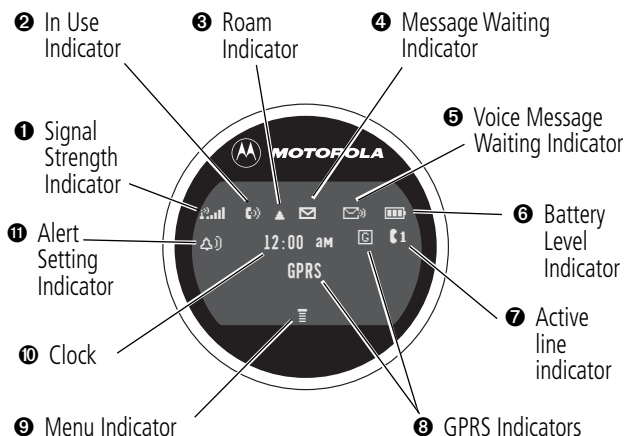 ❷ In Use
Indicator
❸ Roam
Indicator
❹ Message Waiting
Indicator
❺ Voice Message
Waiting Indicator
❶ Signal
Strength
Indicator
MOTOROLA
❻ Battery
Level
Indicator
⓫ Alert
Setting
Indicator
12:00 AM
G
1
GPRS
❼ Active
line
indicator
❿ Clock
❾ Menu Indicator
❽ GPRS Indicators